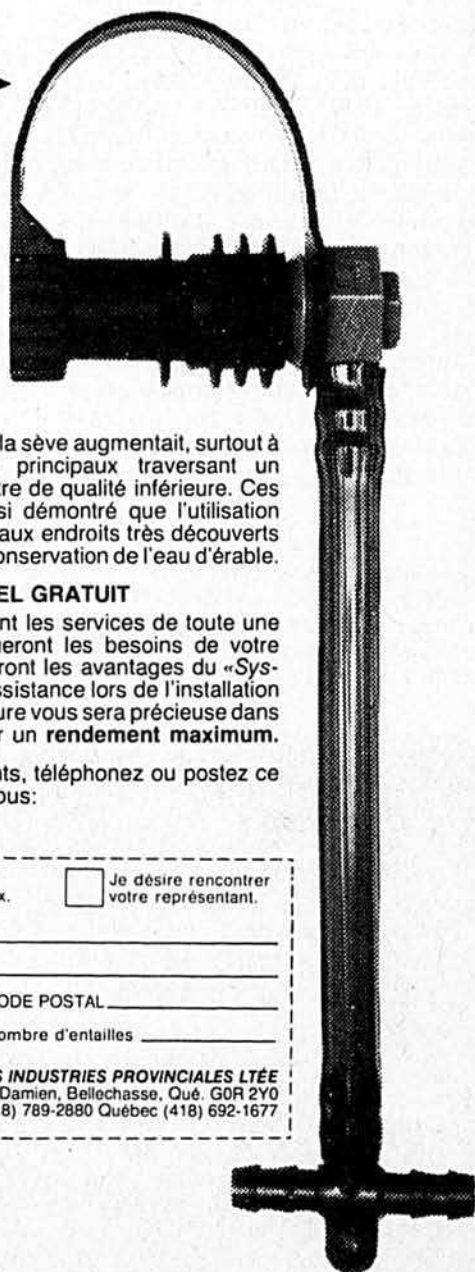 la sève augmentait, surtout à
principaux traversant un
tre de qualité inférieure. Ces
si démontré que l'utilisation
aux endroits très découverts
onservation de l'eau d'érable.
EL GRATUIT
nt les services de toute une
ueront les besoins de votre
ront les avantages du «Sys-
ssistance lors de l'installation
ure vous sera précieuse dans
r un rendement maximum.
nts, téléphonez ou postez ce
ous:
x.
Je désire rencontrer
votre représentant.
ODE POSTAL
ombre d'entailles
S INDUSTRIES PROVINCIALES LTÉE
Damien, Bellechasse, Qué. G0R 2Y0
8) 789-2880 Québec (418) 692-1677